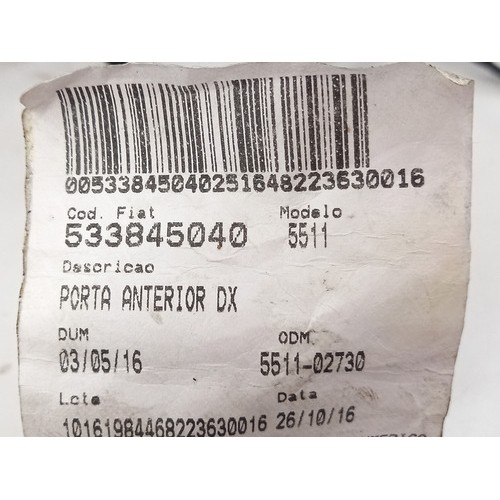 00533845040251648223630016
Cod. Fiat Modelo
533845040 5511
Descricao
PORTA ANTERIOR DX
DUM ODM
03/05/16 5511-02730
Lote Data
10161984468223630016 26/10/16